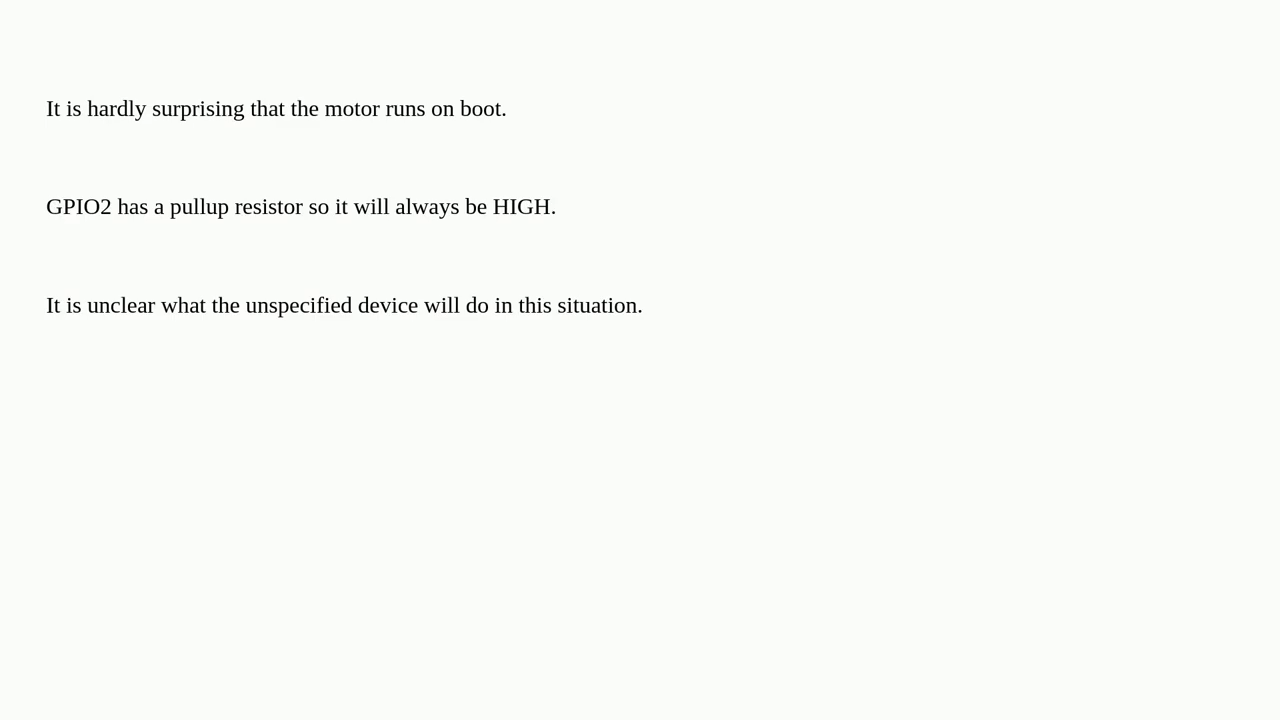 It is hardly surprising that the motor runs on boot.
GPIO2 has a pullup resistor so it will always be HIGH.
It is unclear what the unspecified device will do in this situation.